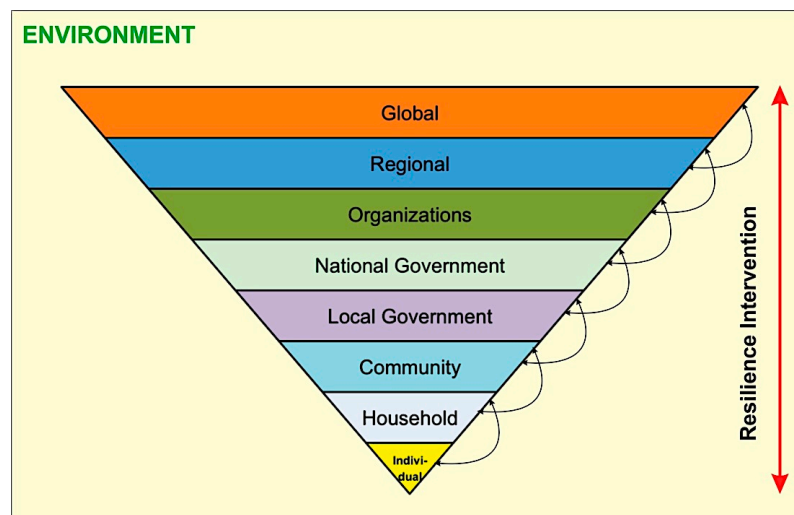 ENVIRONMENT
Global
Regional
Organizations
National Government
Local Government
Community
Household
Indivi-
dual
Resilience Intervention